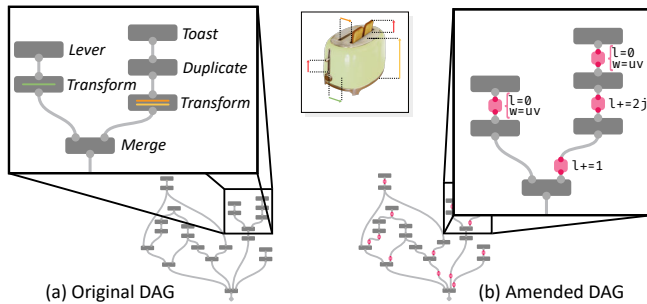 Lever
Toast
Transform
Duplicate
Transform
Merge
l=0
w=uv
l=0
w=uv
l+=2j
l+=1
(a) Original DAG
(b) Amended DAG